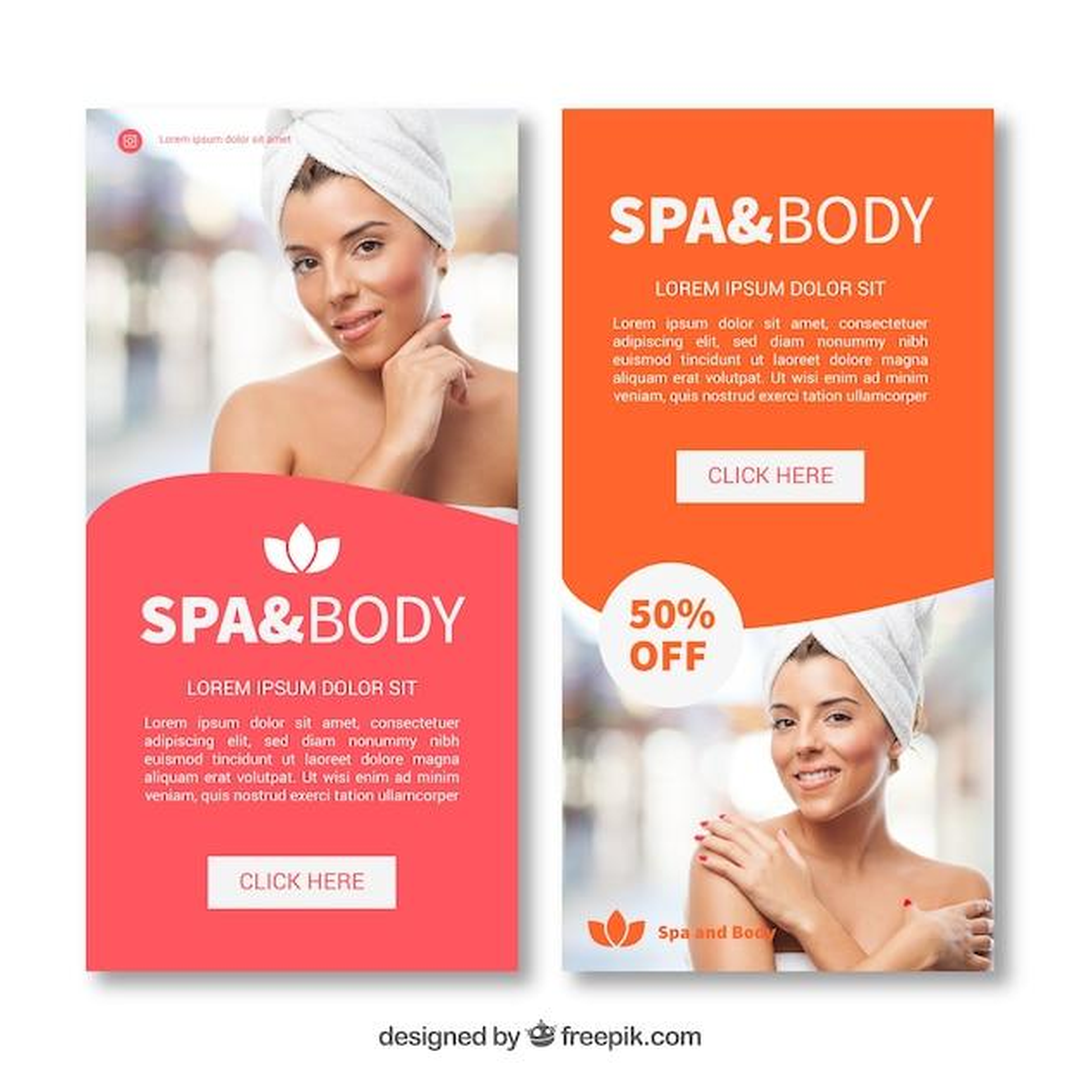 Lorem ipsum dolor sit amet
SPA&BODY
LOREM IPSUM DOLOR SIT
Lorem ipsum dolor sit amet, consectetuer
adipiscing elit, sed diam nonummy nibh
euismod tincidunt ut laoreet dolore magna
aliquam erat volutpat. Ut wisi enim ad minim
veniam, quis nostrud exerci tation ullamcorper
CLICK HERE
SPA&BODY
LOREM IPSUM DOLOR SIT
Lorem ipsum dolor sit amet, consectetuer
adipiscing elit, sed diam nonummy nibh
euismod tincidunt ut laoreet dolore magna
aliquam erat volutpat. Ut wisi enim ad minim
veniam, quis nostrud exerci tation ullamcorper
CLICK HERE
50%
OFF
Spa and Body
designed by freepik.com